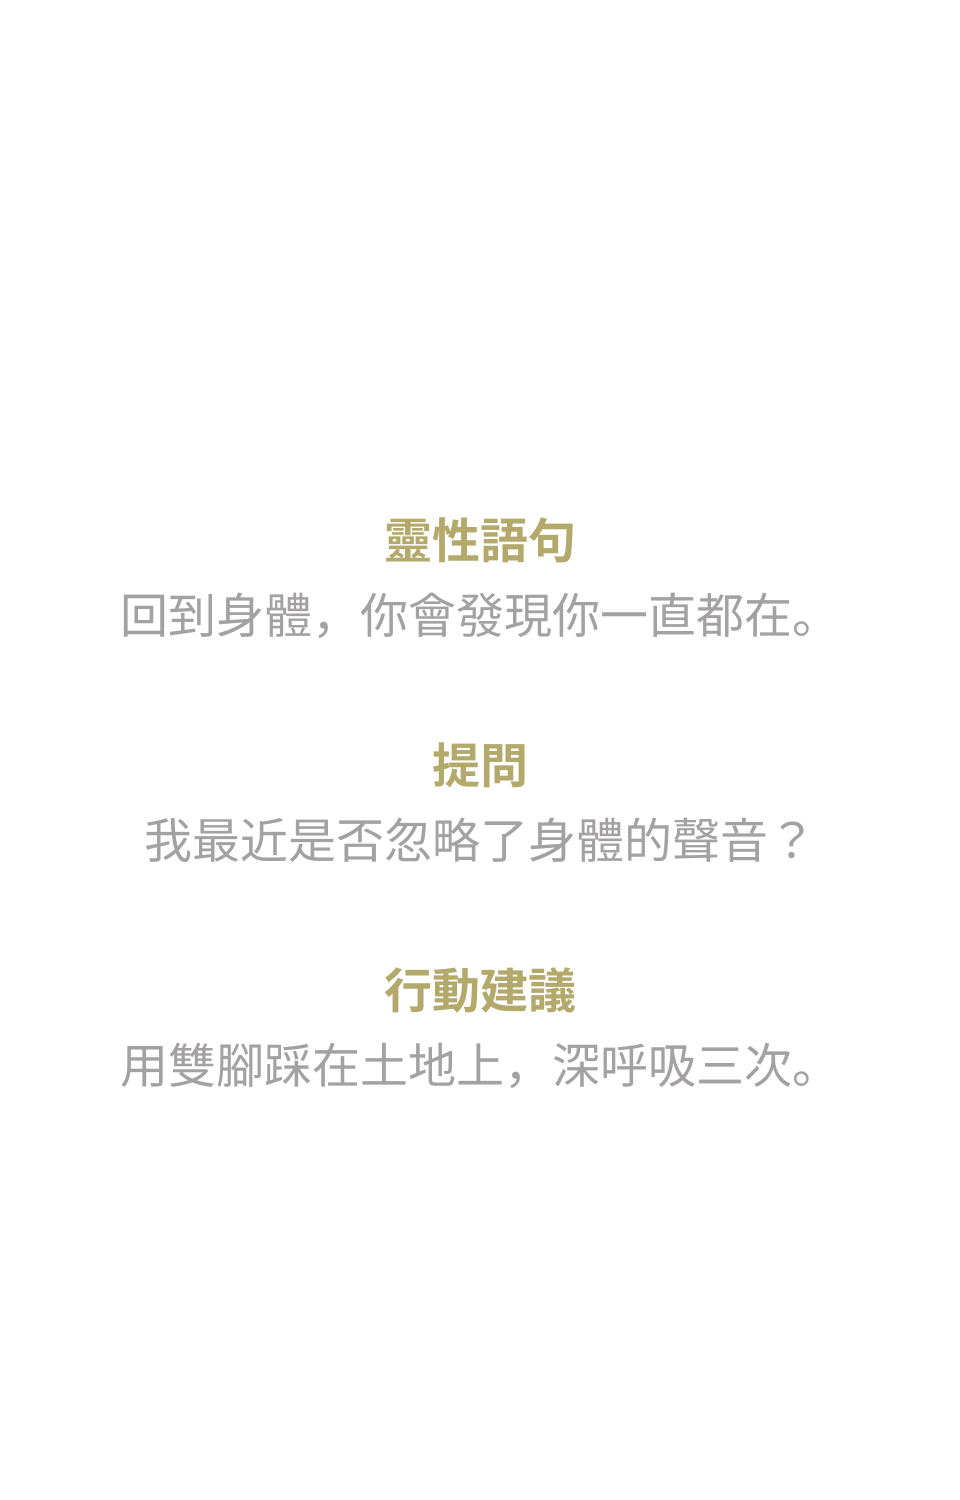 靈性語句
回到身體，你會發現你一直都在。
提問
我最近是否忽略了身體的聲音？
行動建議
用雙腳踩在土地上，深呼吸三次。